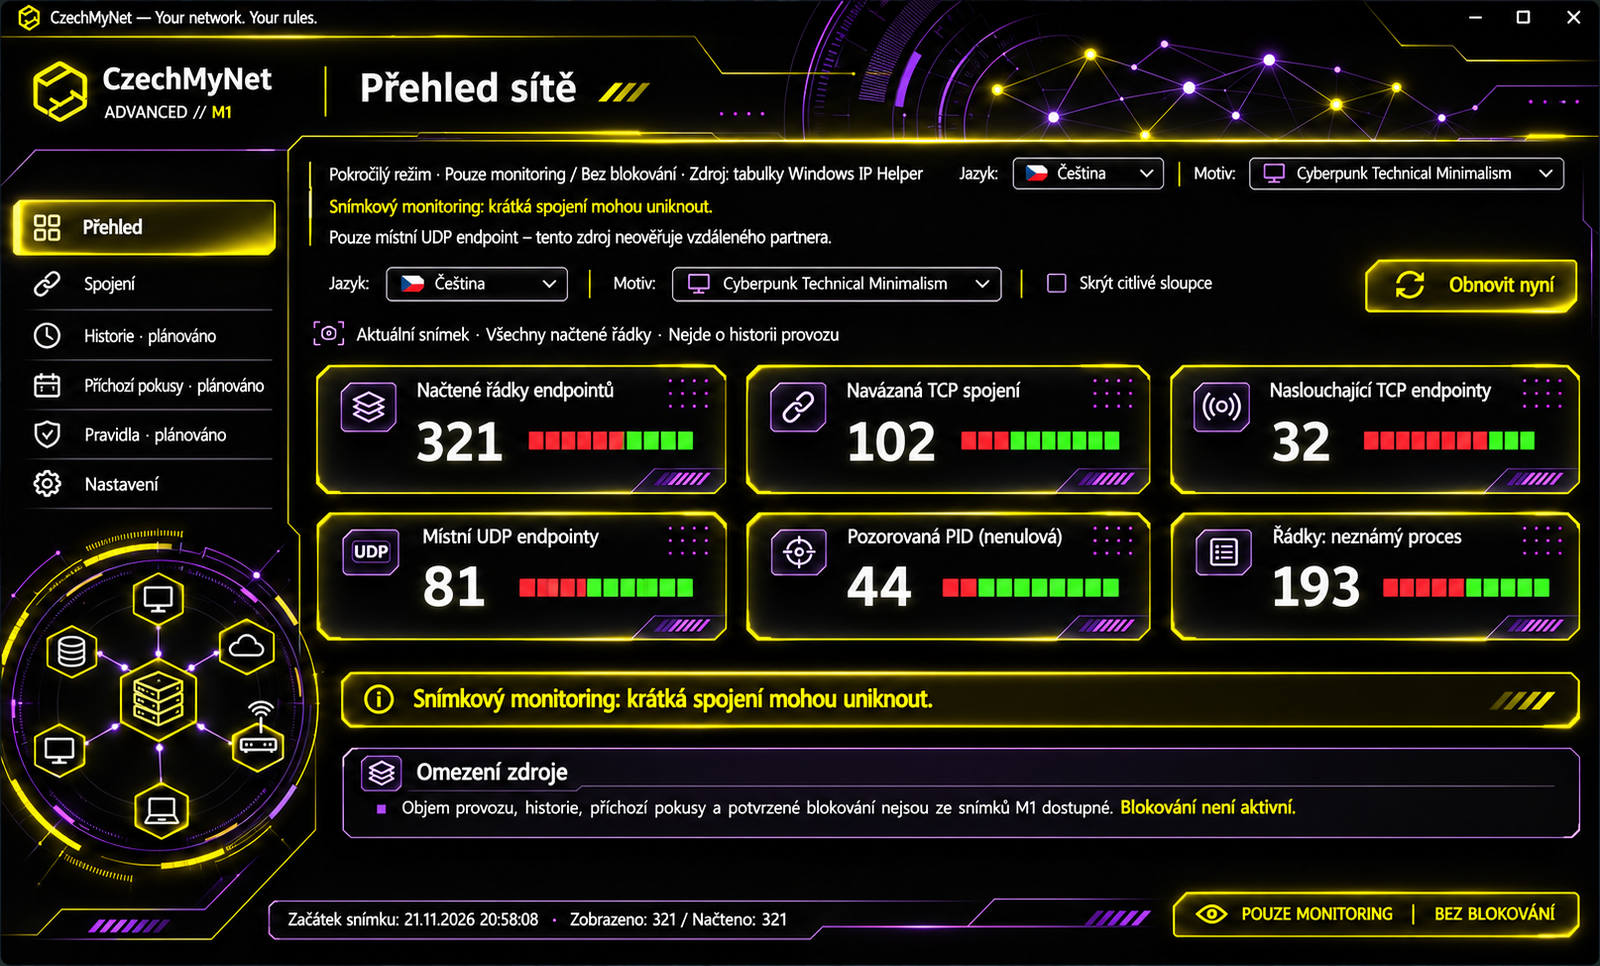 CzechMyNet — Your network. Your rules.
CzechMyNet
ADVANCED // M1
Přehled sítě
Přehled
Spojení
Historie · plánováno
Příchozí pokusy · plánováno
Pravidla · plánováno
Nastavení
Pokročilý režim · Pouze monitoring / Bez blokování · Zdroj: tabulky Windows IP Helper
Jazyk: Čeština
Motiv: Cyberpunk Technical Minimalism
Snímkový monitoring: krátká spojení mohou uniknout.
Pouze místní UDP endpoint – tento zdroj neověřuje vzdáleného partnera.
Jazyk: Čeština
Motiv: Cyberpunk Technical Minimalism
Skrýt citlivé sloupce
Obnovit nyní
Aktuální snímek · Všechny načtené řádky · Nejde o historii provozu
Načtené řádky endpointů
321
Navázaná TCP spojení
102
Naslouchající TCP endpointy
32
UDP
Místní UDP endpointy
81
Pozorovaná PID (nenulová)
44
Řádky: neznámý proces
193
Snímkový monitoring: krátká spojení mohou uniknout.
Omezení zdroje
Objem provozu, historie, příchozí pokusy a potvrzené blokování nejsou ze snímků M1 dostupné. Blokování není aktivní.
Začátek snímku: 21.11.2026 20:58:08 · Zobrazeno: 321 / Načteno: 321
POUZE MONITORING | BEZ BLOKOVÁNÍ